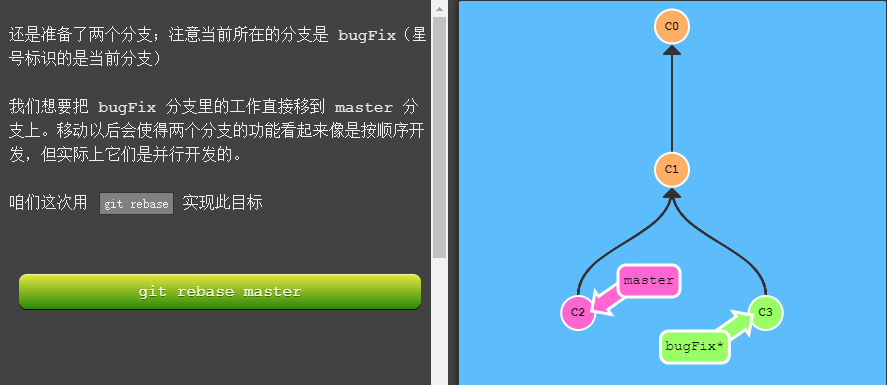 还是准备了两个分支；注意当前所在的分支是 bugFix（星
号标识的是当前分支）
我们想要把 bugFix 分支里的工作直接移到 master 分
支上。移动以后会使得两个分支的功能看起来像是按顺序开
发，但实际上它们是并行开发的。
咱们这次用 git rebase 实现此目标
git rebase master
C0
C1
master
C2
C3
bugFix*